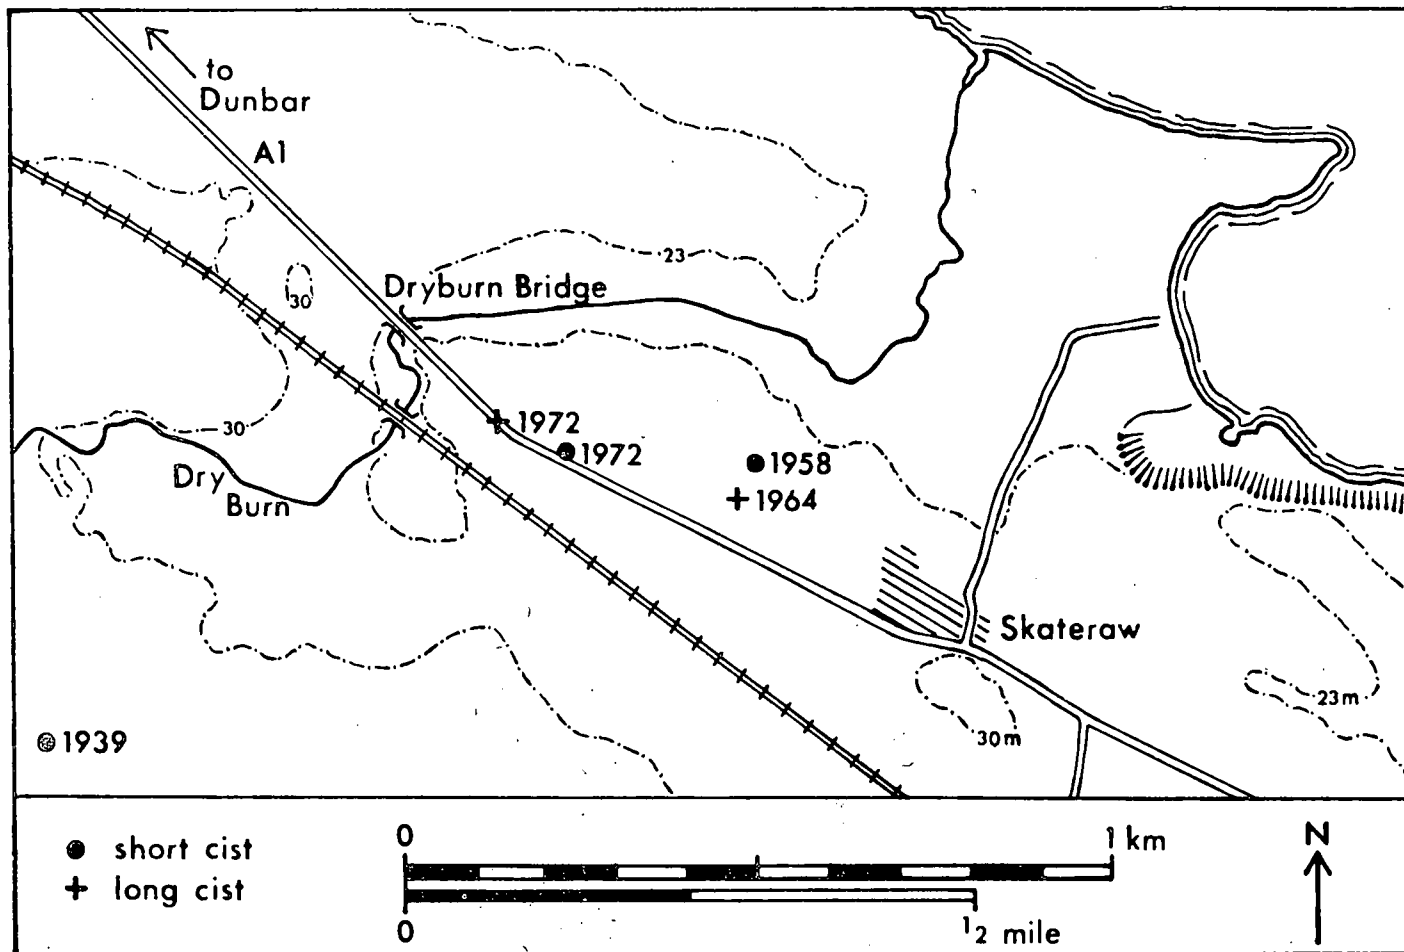 to
Dunbar
A1
23
30
Dryburn Bridge
30
1972
1972
1958
1964
Dry
Burn
Skateraw
23m
30m
1939
short cist
long cist
0
1 km
0
1 2 mile
N